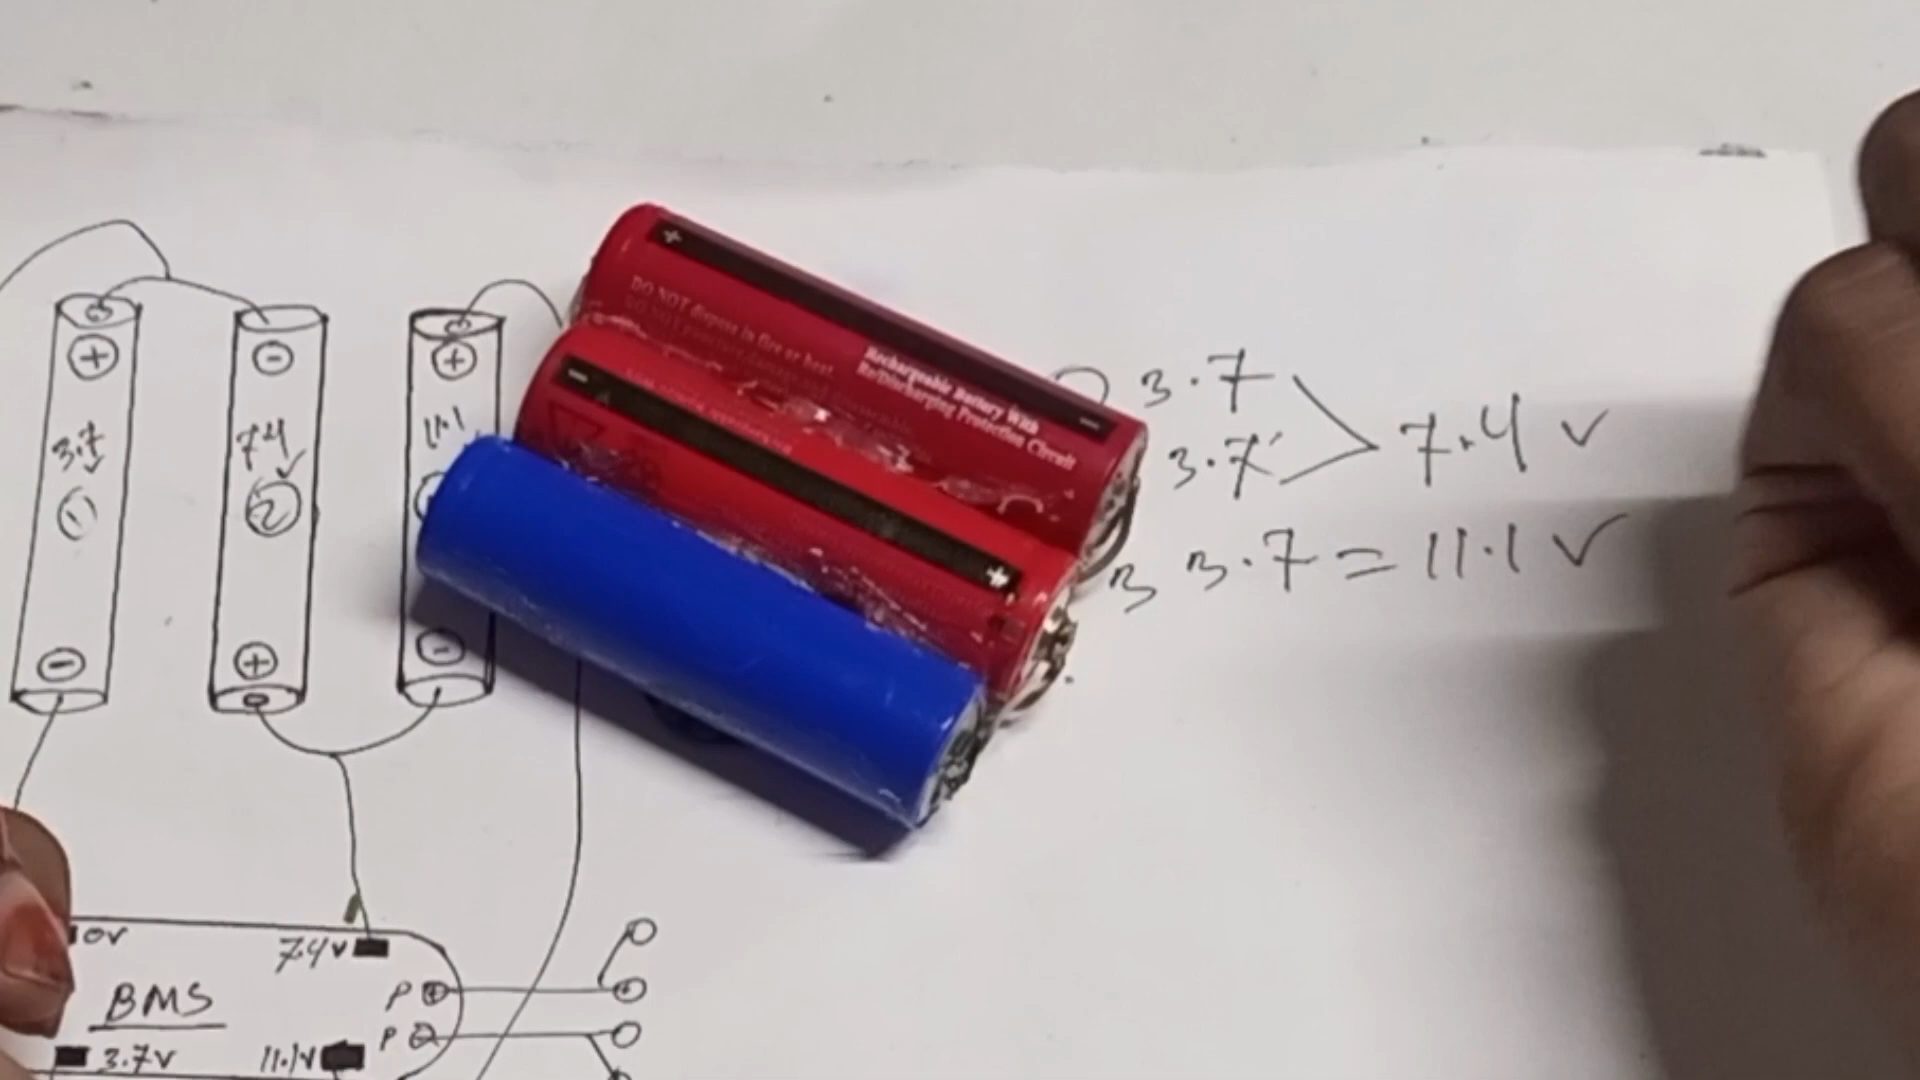 +
DO NOT dispose in fire or heat
Rechargeable Battery With
Re/Discharging Protection Circuit
-
-
+
+
-
+
3.7
7.4
11.1
1
2
-
+
-
3.7
3.7
7.4 v
3 3.7 = 11.1 V
0v
7.4v
BMS
P +
P -
3.7v
11.1v